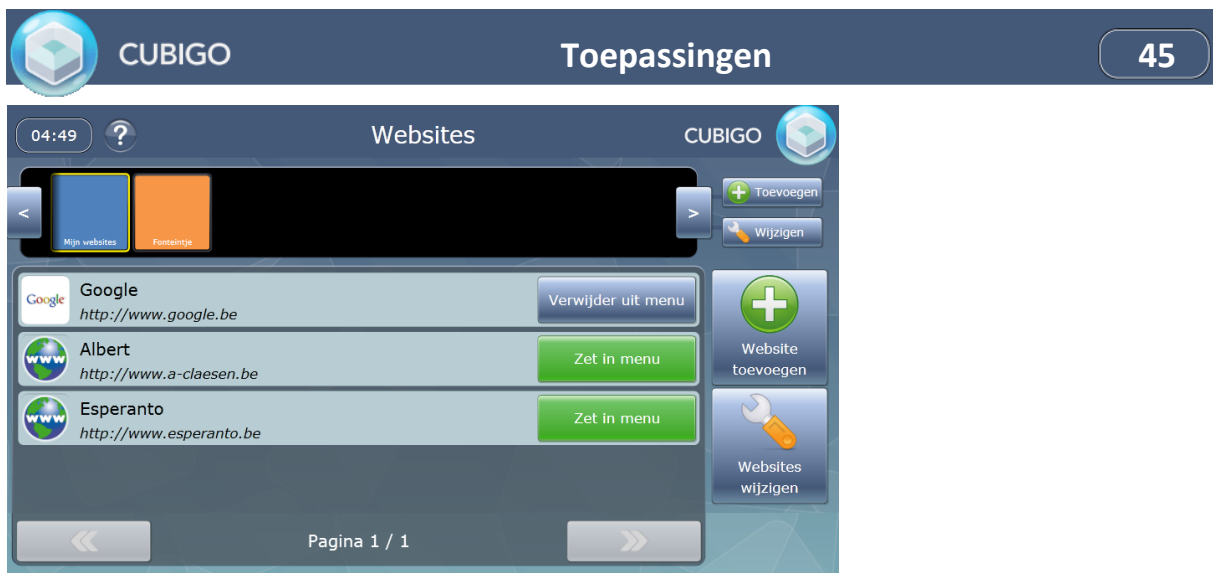 CUBIGO Toepassingen 45
04:49 ? Websites CUBIGO
< Mijn websites Fonteintje >
Toevoegen
Wijzigen
Google Google
http://www.google.be
Verwijder uit menu
www Albert
http://www.a-claesen.be
Zet in menu
www Esperanto
http://www.esperanto.be
Zet in menu
Website
toevoegen
Websites
wijzigen
Pagina 1 / 1